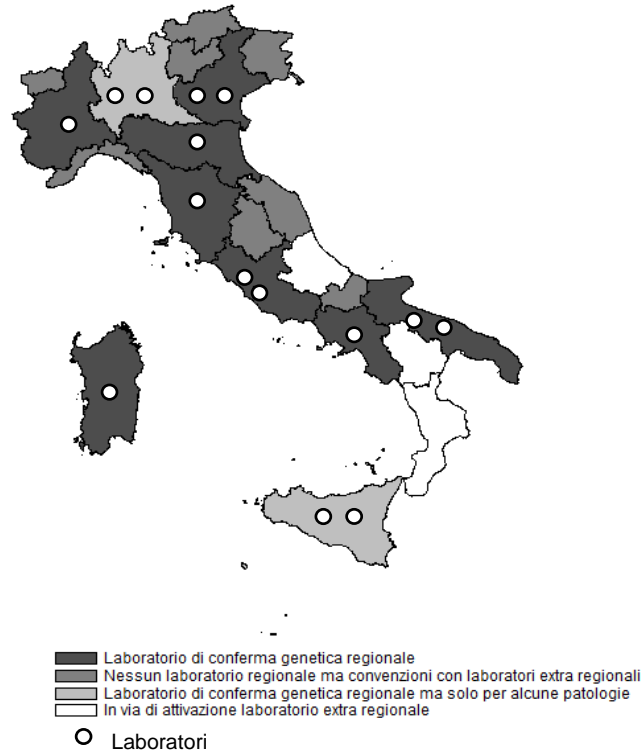 Laboratorio di conferma genetica regionale
Nessun laboratorio regionale ma convenzioni con laboratori extra regionali
Laboratorio di conferma genetica regionale ma solo per alcune patologie
In via di attivazione laboratorio extra regionale
Laboratori